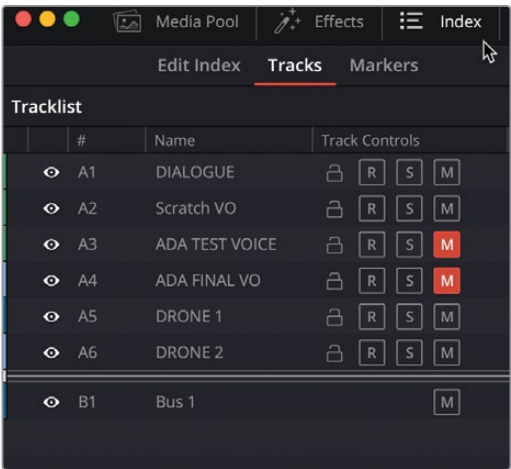 Media Pool Effects Index
Edit Index Tracks Markers
Tracklist
# Name Track Controls
A1 DIALOGUE R S M
A2 Scratch VO R S M
A3 ADA TEST VOICE R S M
A4 ADA FINAL VO R S M
A5 DRONE 1 R S M
A6 DRONE 2 R S M
B1 Bus 1 M